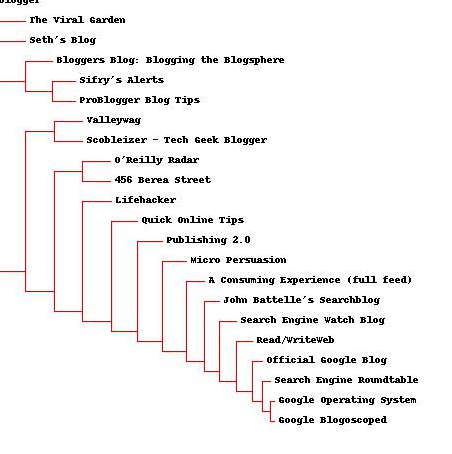 blogger
The Viral Garden
Seth's Blog
Bloggers Blog: Blogging the Blogsphere
Sifry's Alerts
ProBlogger Blog Tips
Valleywag
Scobleizer - Tech Geek Blogger
O'Reilly Radar
456 Berea Street
Lifehacker
Quick Online Tips
Publishing 2.0
Micro Persuasion
A Consuming Experience (full feed)
John Battelle's Searchblog
Search Engine Watch Blog
Read/WriteWeb
Official Google Blog
Search Engine Roundtable
Google Operating System
Google Blogoscoped